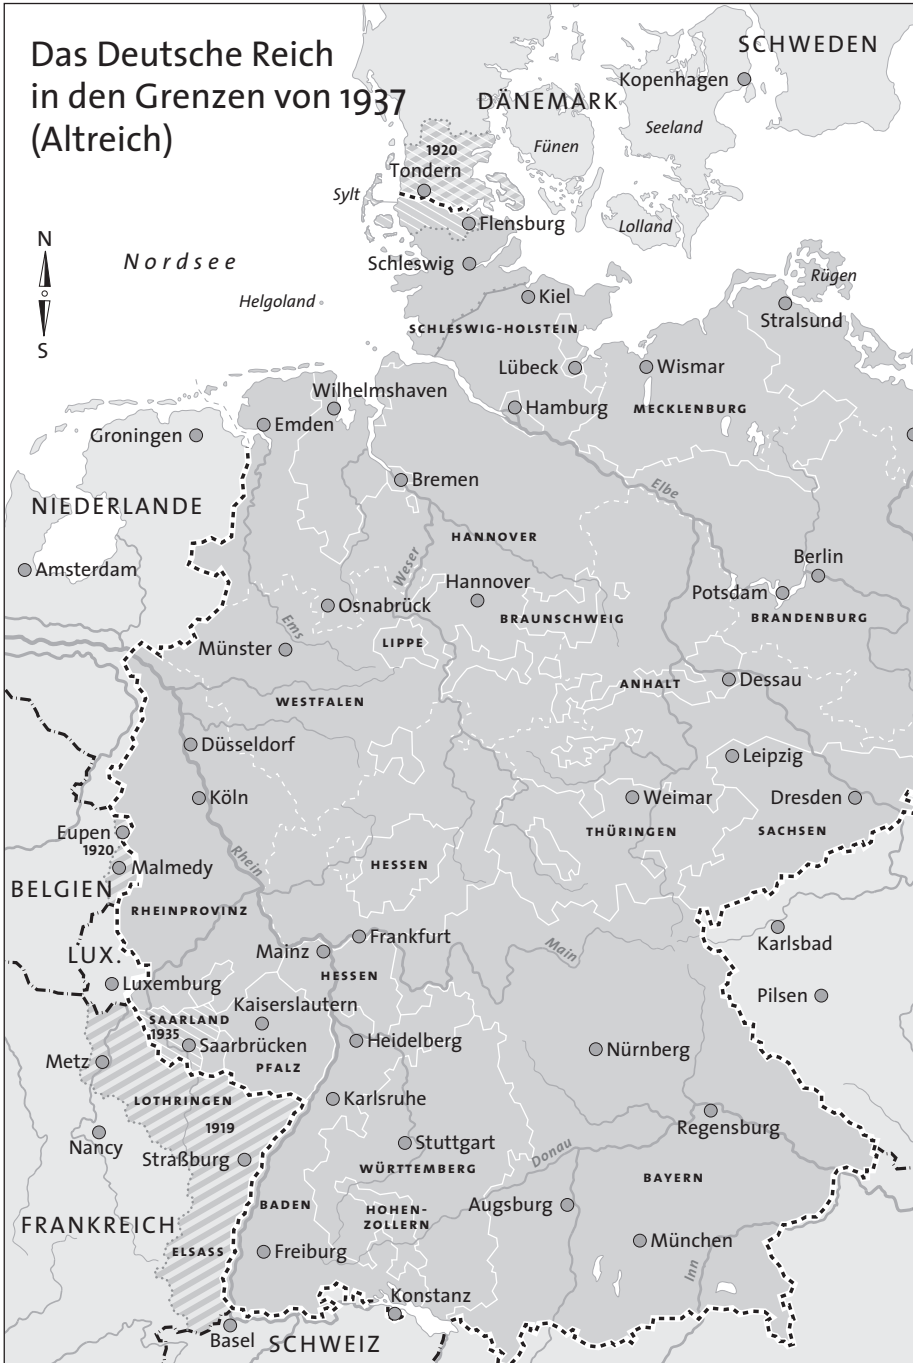 Das Deutsche Reich
in den Grenzen von 1937
(Altreich)
SCHWEDEN
Kopenhagen
DÄNEMARK
Seeland
Fünen
1920
Tondern
Sylt
Flensburg
Lolland
N
Nordsee
Schleswig
Rügen
Helgoland
Kiel
S
Stralsund
SCHLESWIG-HOLSTEIN
Lübeck
Wismar
Wilhelmshaven
Hamburg
MECKLENBURG
Emden
Groningen
Bremen
Elbe
NIEDERLANDE
HANNOVER
Berlin
Amsterdam
Weser
Hannover
Potsdam
Osnabrück
BRAUNSCHWEIG
BRANDENBURG
Ems
LIPPE
Münster
ANHALT
Dessau
WESTFALEN
Düsseldorf
Leipzig
Köln
Weimar
Dresden
Eupen
1920
THÜRINGEN
SACHSEN
Rhein
HESSEN
Malmedy
BELGIEN
RHEINPROVINZ
Frankfurt
Karlsbad
Mainz
Main
LUX.
HESSEN
Luxemburg
Pilsen
Kaiserslautern
SAARLAND
1935
Saarbrücken
Heidelberg
Nürnberg
Metz
PFALZ
LOTHRINGEN
Karlsruhe
1919
Regensburg
Nancy
Stuttgart
Straßburg
Donau
WÜRTTEMBERG
BAYERN
BADEN
HOHEN-
ZOLLERN
Augsburg
FRANKREICH
München
ELSASS
Freiburg
Inn
Konstanz
Basel
SCHWEIZ